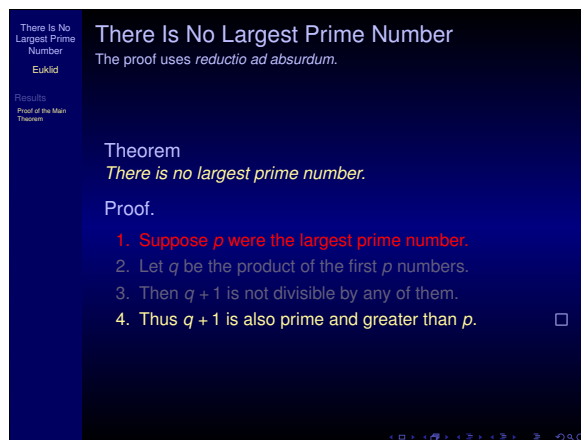 There Is No
Largest Prime
Number
Euklid
Results
Proof of the Main
Theorem
There Is No Largest Prime Number
The proof uses reductio ad absurdum.
Theorem
There is no largest prime number.
Proof.
1. Suppose p were the largest prime number.
2. Let q be the product of the first p numbers.
3. Then q + 1 is not divisible by any of them.
4. Thus q + 1 is also prime and greater than p.